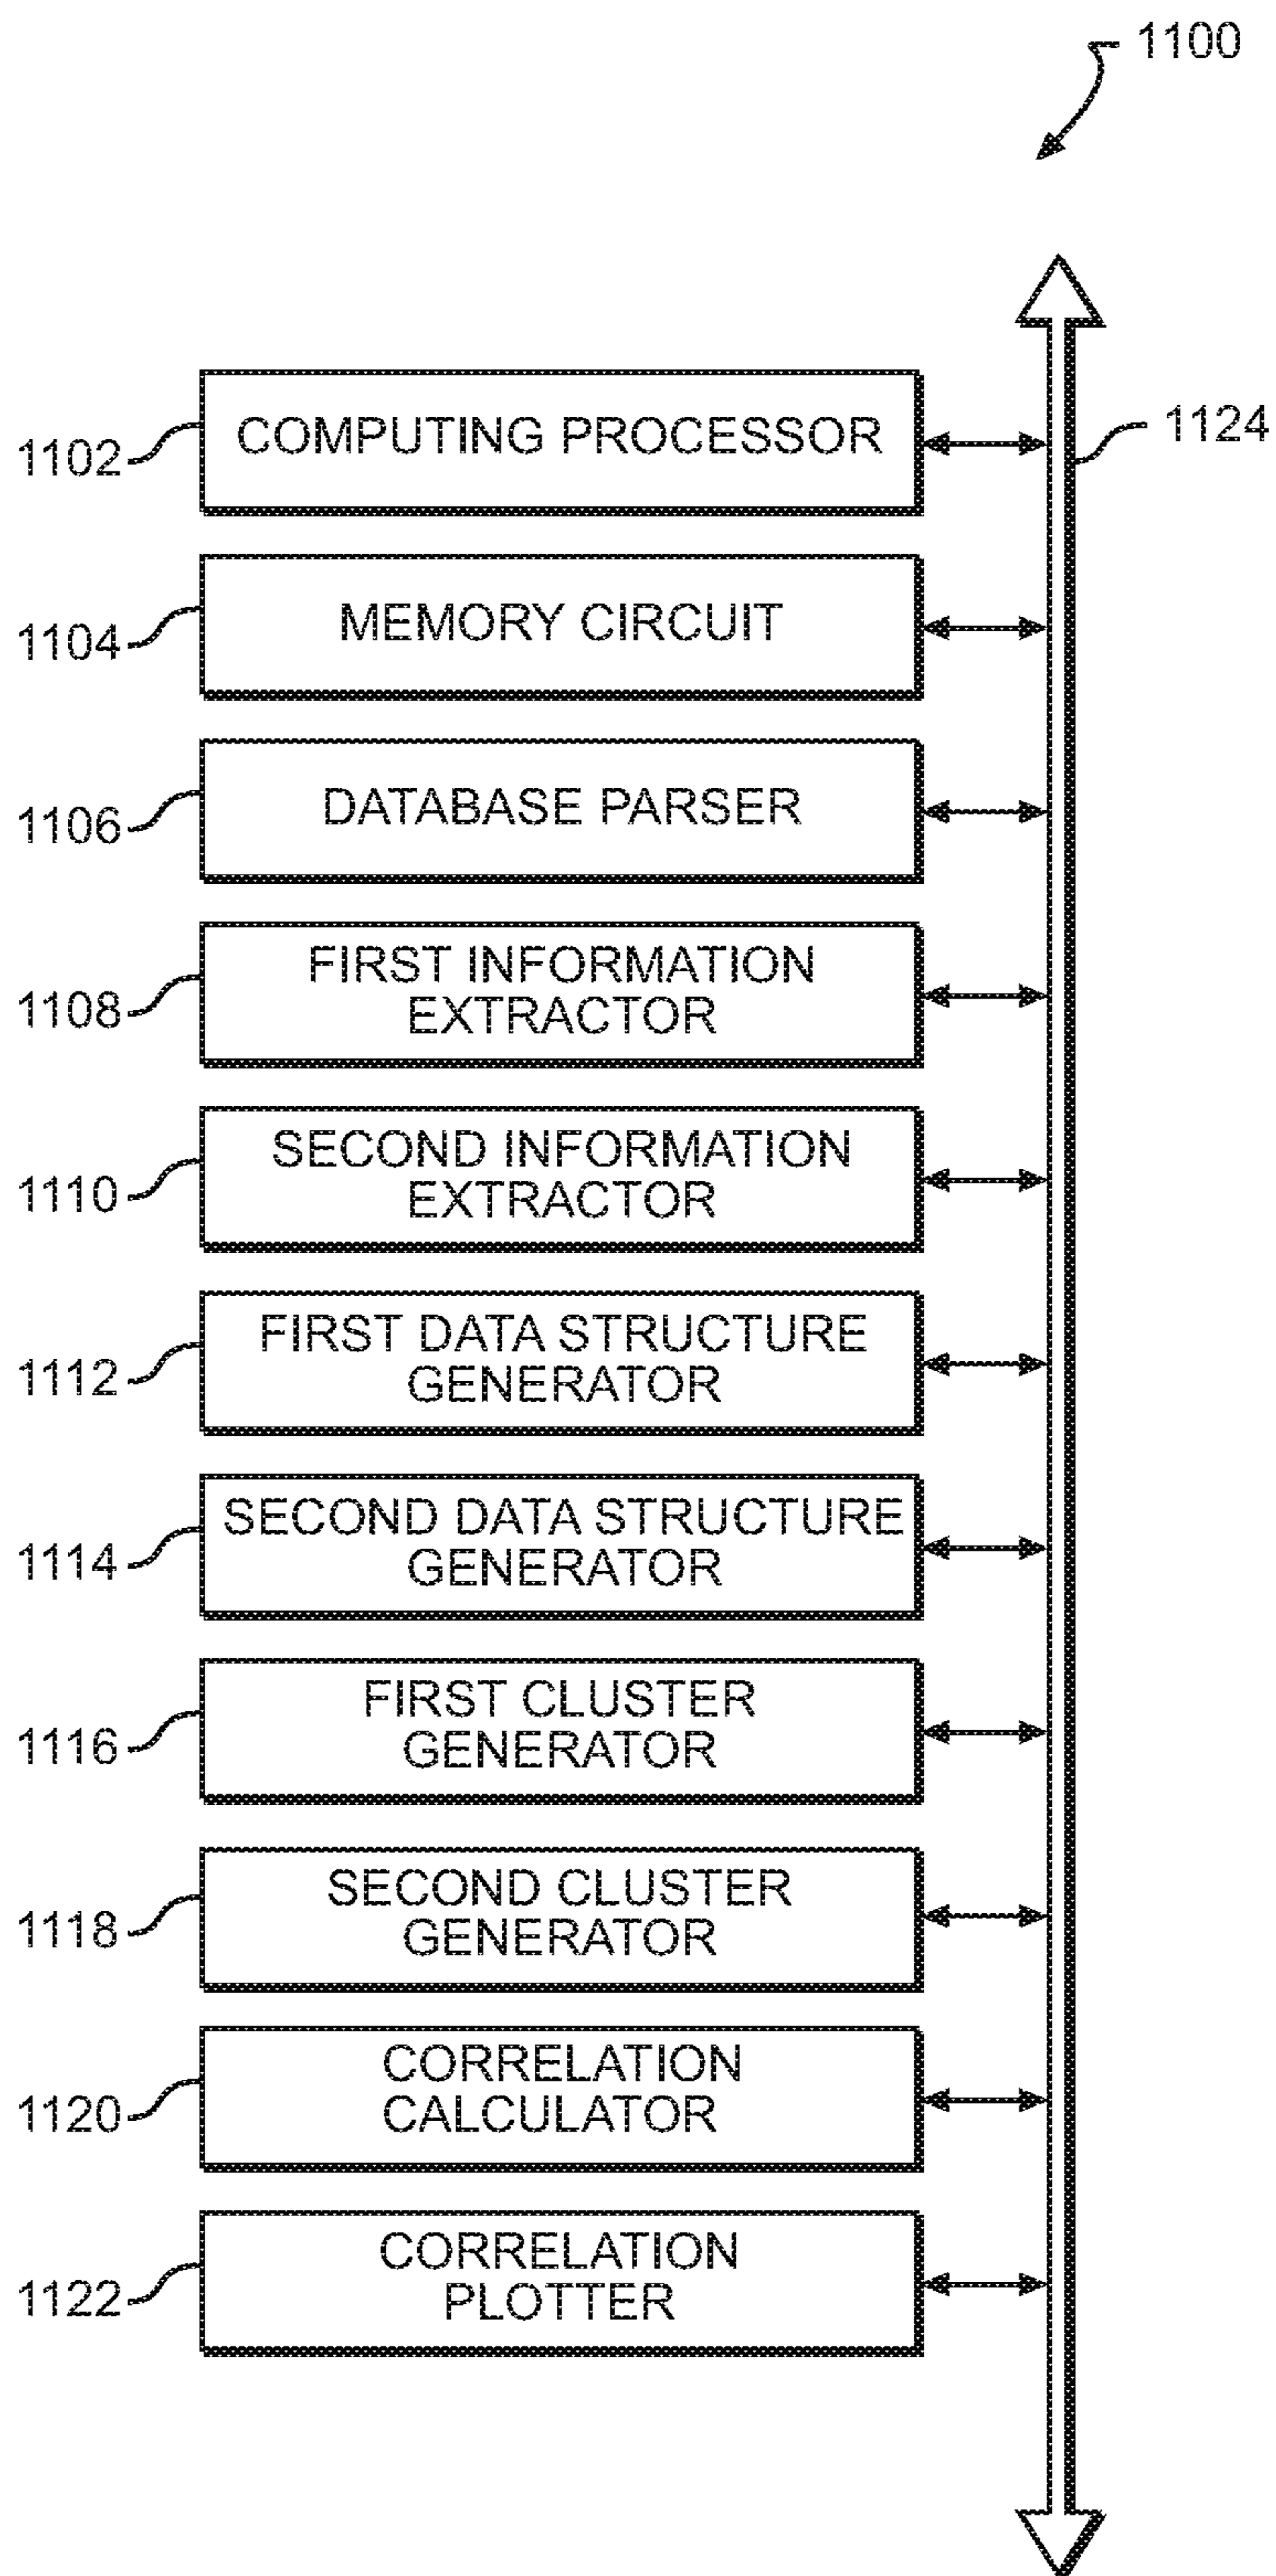 1100
1124
1102
COMPUTING PROCESSOR
1104
MEMORY CIRCUIT
1106
DATABASE PARSER
1108
FIRST INFORMATION
EXTRACTOR
1110
SECOND INFORMATION
EXTRACTOR
1112
FIRST DATA STRUCTURE
GENERATOR
1114
SECOND DATA STRUCTURE
GENERATOR
1116
FIRST CLUSTER
GENERATOR
1118
SECOND CLUSTER
GENERATOR
1120
CORRELATION
CALCULATOR
1122
CORRELATION
PLOTTER